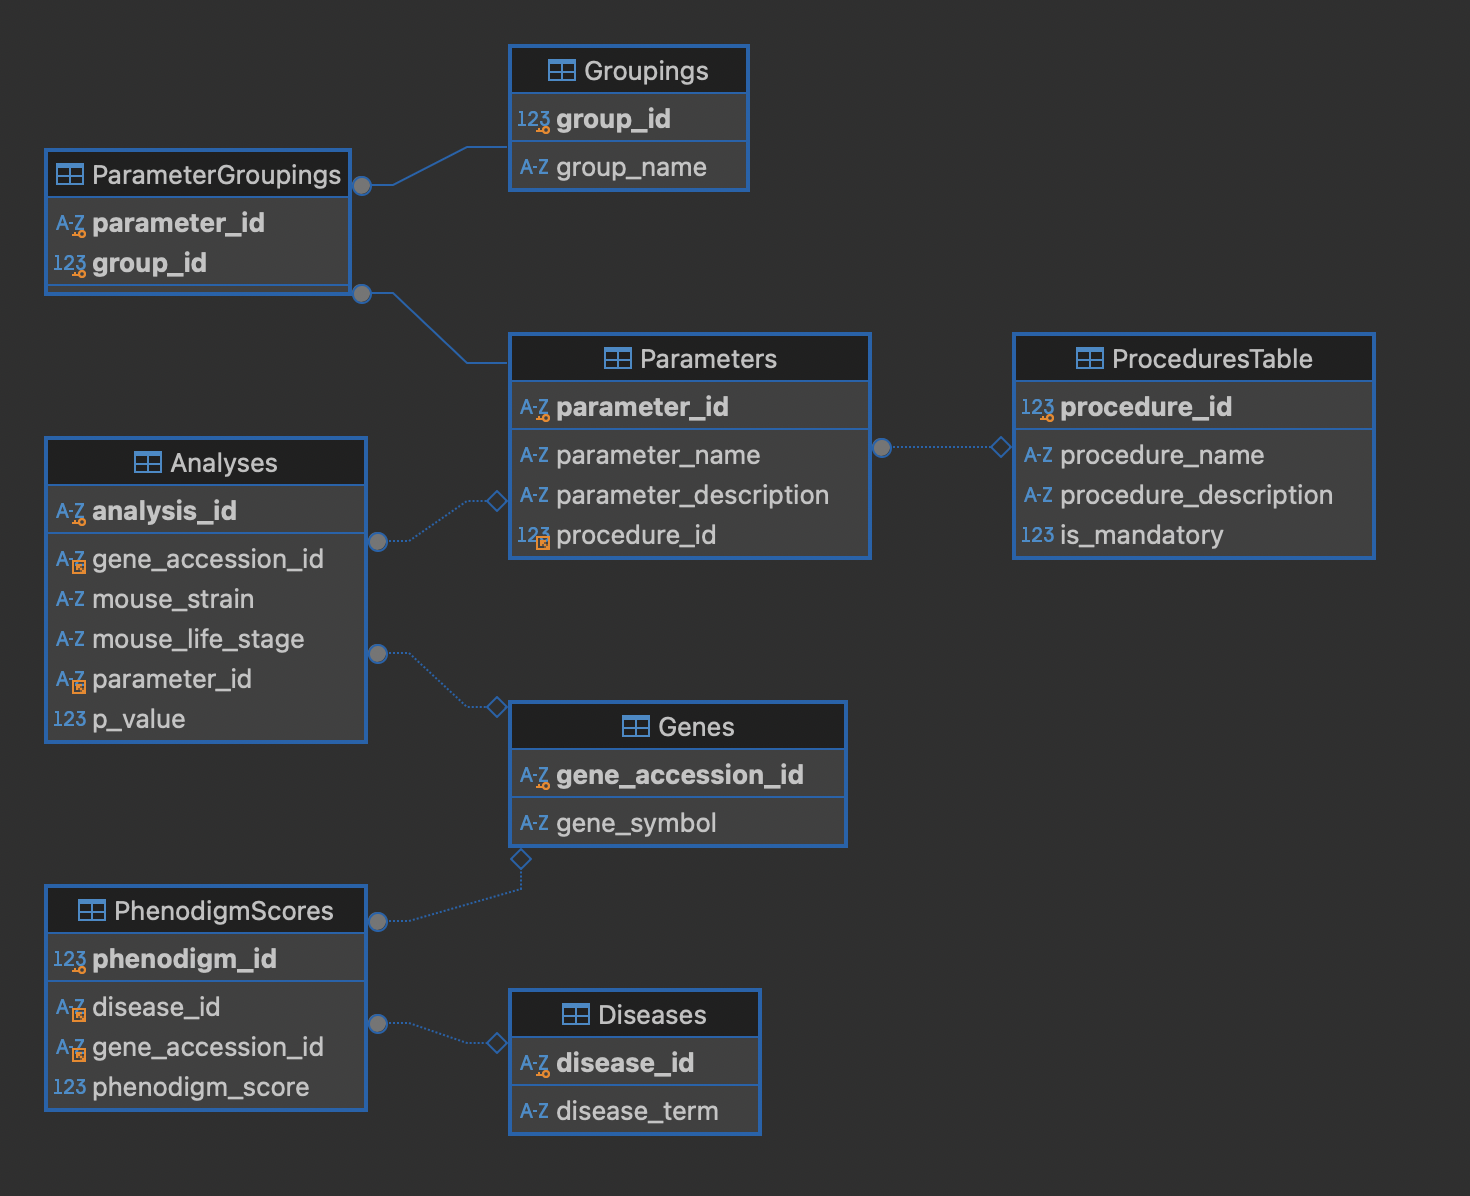 Groupings
123 group_id
A-Z group_name
ParameterGroupings
A-Z parameter_id
123 group_id
Parameters
A-Z parameter_id
A-Z parameter_name
A-Z parameter_description
123 procedure_id
ProceduresTable
123 procedure_id
A-Z procedure_name
A-Z procedure_description
123 is_mandatory
Analyses
A-Z analysis_id
A-Z gene_accession_id
A-Z mouse_strain
A-Z mouse_life_stage
A-Z parameter_id
123 p_value
Genes
A-Z gene_accession_id
A-Z gene_symbol
PhenodigmScores
123 phenodigm_id
A-Z disease_id
A-Z gene_accession_id
123 phenodigm_score
Diseases
A-Z disease_id
A-Z disease_term